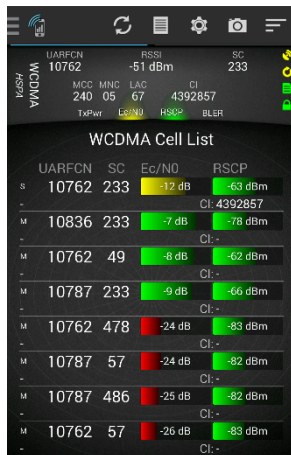 UARFCN RSSI SC
10762 -51 dBm 233
HSPA WCDMA
MCC MNC LAC CI
240 05 67 4392857
TxPwr Ec/N0 RSCP BLER
WCDMA Cell List
UARFCN SC Ec/N0 RSCP
S 10762 233 -12 dB -63 dBm
- CI: 4392857
M 10836 233 -7 dB -78 dBm
- CI: -
M 10762 49 -8 dB -62 dBm
- CI: -
M 10787 233 -9 dB -66 dBm
- CI: -
M 10762 478 -24 dB -83 dBm
- CI: -
M 10787 57 -24 dB -82 dBm
- CI: -
M 10787 486 -25 dB -82 dBm
- CI: -
M 10762 57 -26 dB -83 dBm
- CI: -